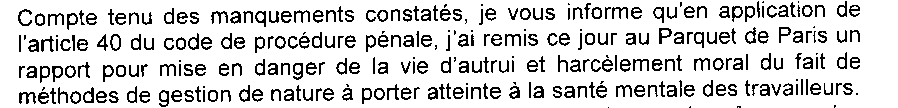 Compte tenu des manquements constatés, je vous informe qu'en application de
l'article 40 du code de procédure pénale, j'ai remis ce jour au Parquet de Paris un
rapport pour mise en danger de la vie d'autrui et harcèlement moral du fait de
méthodes de gestion de nature à porter atteinte à la santé mentale des travailleurs.